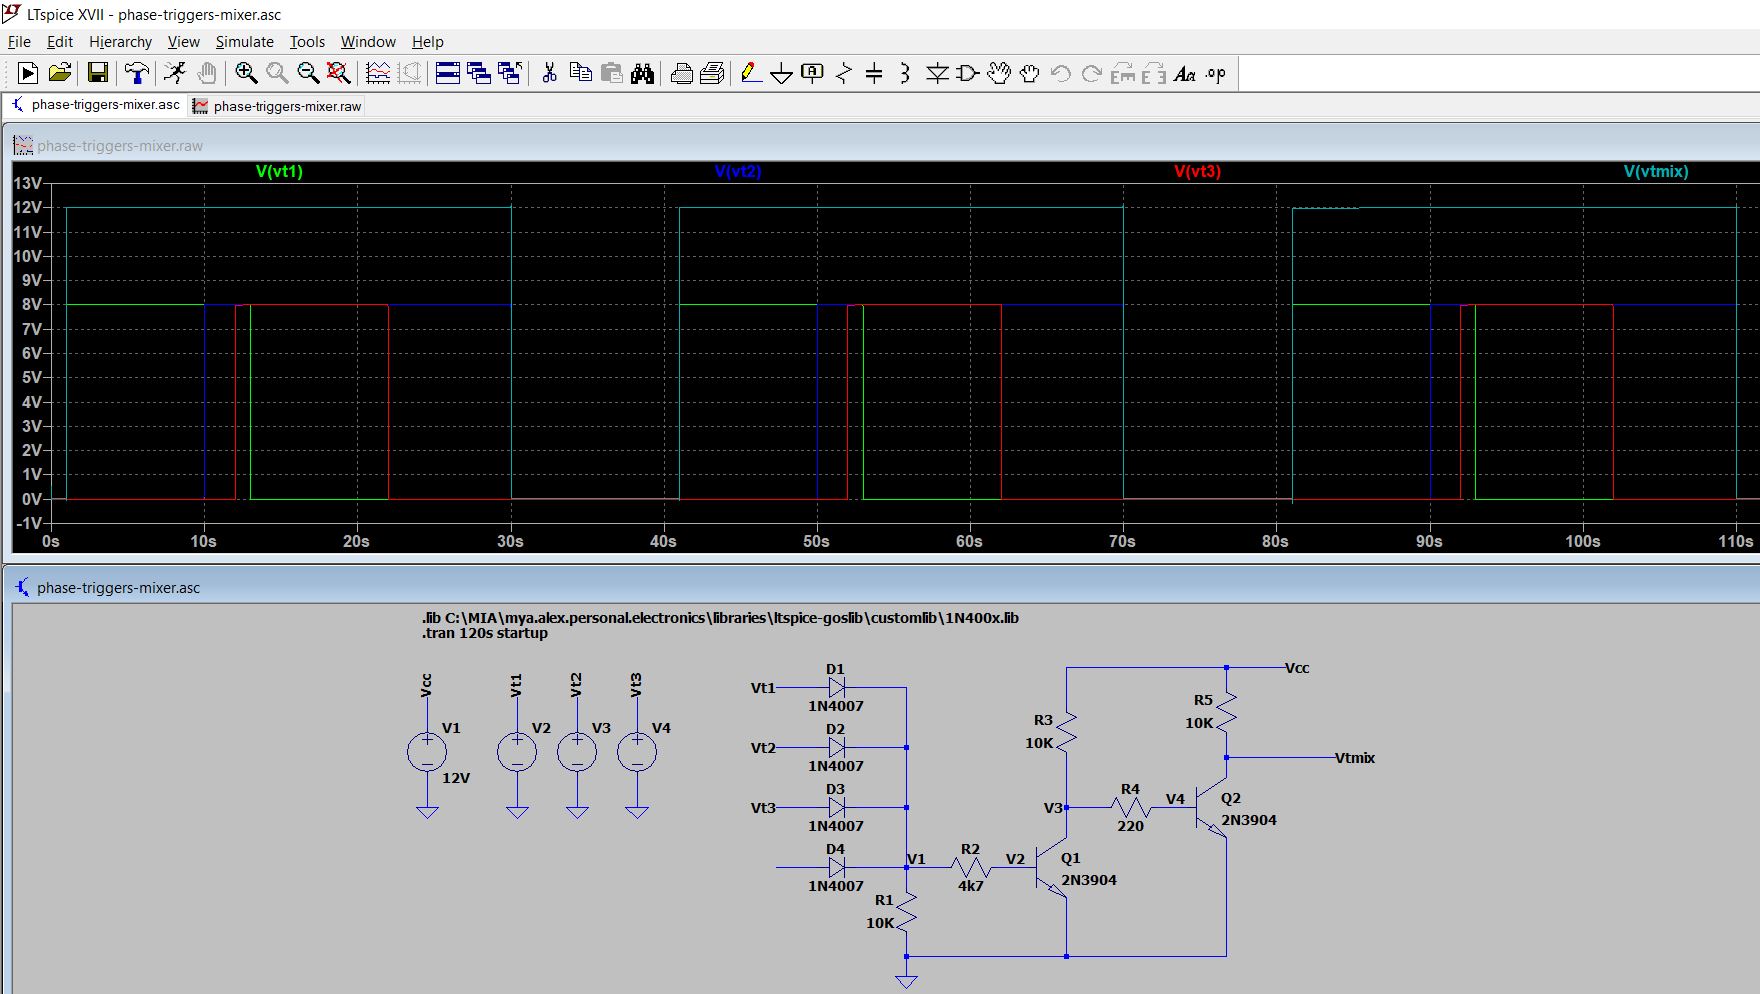 LTspice XVII - phase-triggers-mixer.asc
File Edit Hierarchy View Simulate Tools Window Help
A Aa .op
phase-triggers-mixer.asc phase-triggers-mixer.raw
phase-triggers-mixer.raw
V(vt1) V(vt2) V(vt3) V(vtmix)
13V
12V
11V
10V
9V
8V
7V
6V
5V
4V
3V
2V
1V
0V
-1V
0s 10s 20s 30s 40s 50s 60s 70s 80s 90s 100s 110s
phase-triggers-mixer.asc
.lib C:\MIA\mya.alex.personal.electronics\libraries\ltspice-goslib\customlib\1N400x.lib
.tran 120s startup
Vcc Vt1 Vt2 Vt3
V1 V2 V3 V4
12V
Vt1 D1
1N4007
Vt2 D2
1N4007
Vt3 D3
1N4007
D4
1N4007
V1
R1
10K
R2
4k7
V2
Q1
2N3904
R3
10K
V3
R4
220
V4
Q2
2N3904
R5
10K
Vcc
Vtmix